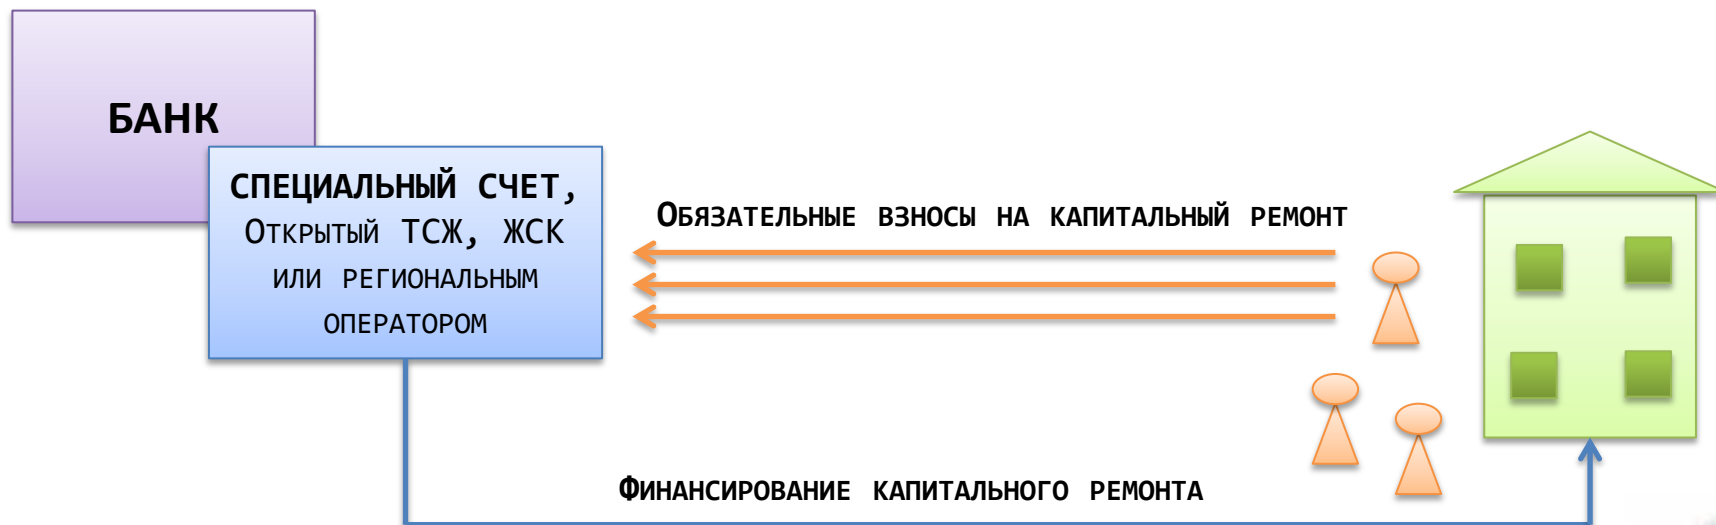 БАНК
СПЕЦИАЛЬНЫЙ СЧЕТ,
ОТКРЫТЫЙ ТСЖ, ЖСК
ИЛИ РЕГИОНАЛЬНЫМ
ОПЕРАТОРОМ
ОБЯЗАТЕЛЬНЫЕ ВЗНОСЫ НА КАПИТАЛЬНЫЙ РЕМОНТ
ФИНАНСИРОВАНИЕ КАПИТАЛЬНОГО РЕМОНТА